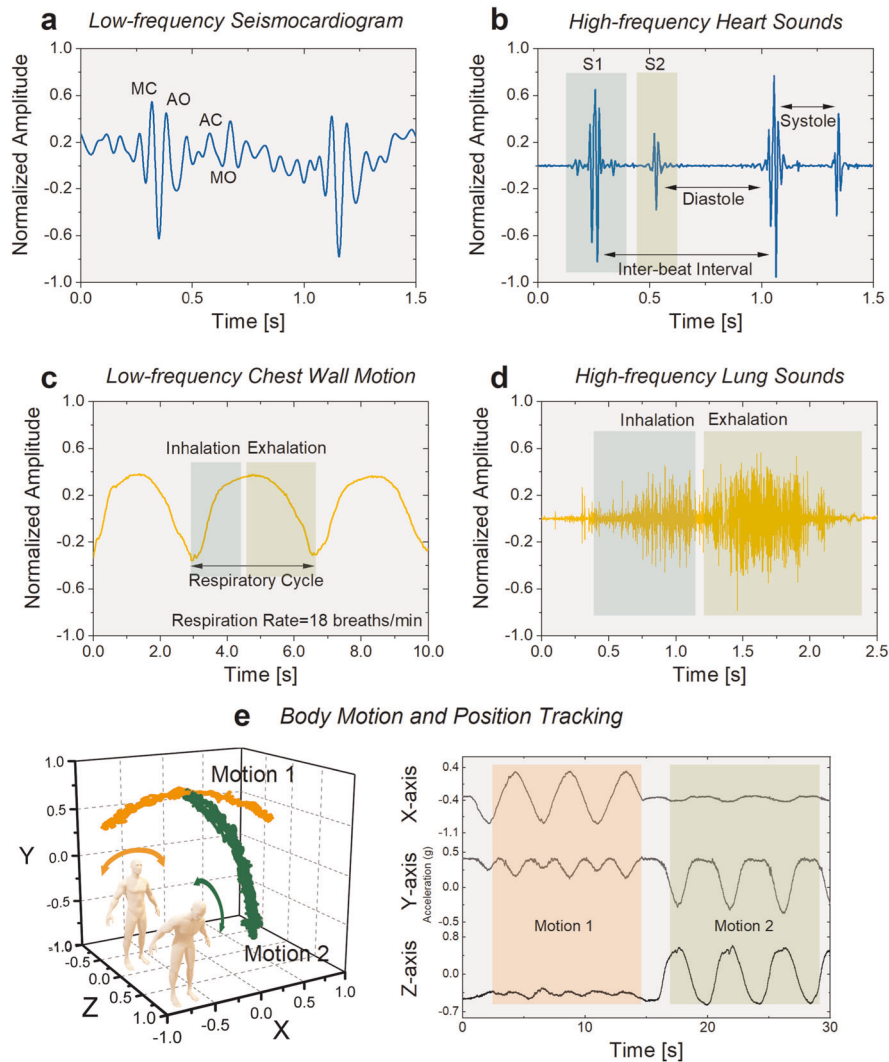 a Low-frequency Seismocardiogram
Normalized Amplitude
1.0
0.6
0.2
-0.2
-0.6
-1.0
MC
AO
AC
MO
0.0 0.5 1.0 1.5
Time [s]
b High-frequency Heart Sounds
Normalized Amplitude
1.0
0.6
0.2
-0.2
-0.6
-1.0
S1 S2
Systole
Diastole
Inter-beat Interval
0.0 0.5 1.0 1.5
Time [s]
c Low-frequency Chest Wall Motion
Normalized Amplitude
1.0
0.6
0.2
-0.2
-0.6
-1.0
Inhalation Exhalation
Respiratory Cycle
Respiration Rate=18 breaths/min
0.0 2.0 4.0 6.0 8.0 10.0
Time [s]
d High-frequency Lung Sounds
Normalized Amplitude
1.0
0.6
0.2
-0.2
-0.6
-1.0
Inhalation Exhalation
0.0 0.5 1.0 1.5 2.0 2.5
Time [s]
e Body Motion and Position Tracking
1.0
0.5
0.0
-0.5
-1.0
Y
Motion 1
Motion 2
-0.5
0.0
0.5
1.0
Z
-1.0
-0.5
0.0
0.5
1.0
X
X-axis
Y-axis
Z-axis
Acceleration (g)
0.4
-0.4
-1.1
0.5
0.0
-0.5
0.8
0.0
-0.7
Motion 1 Motion 2
0 10 20 30
Time [s]